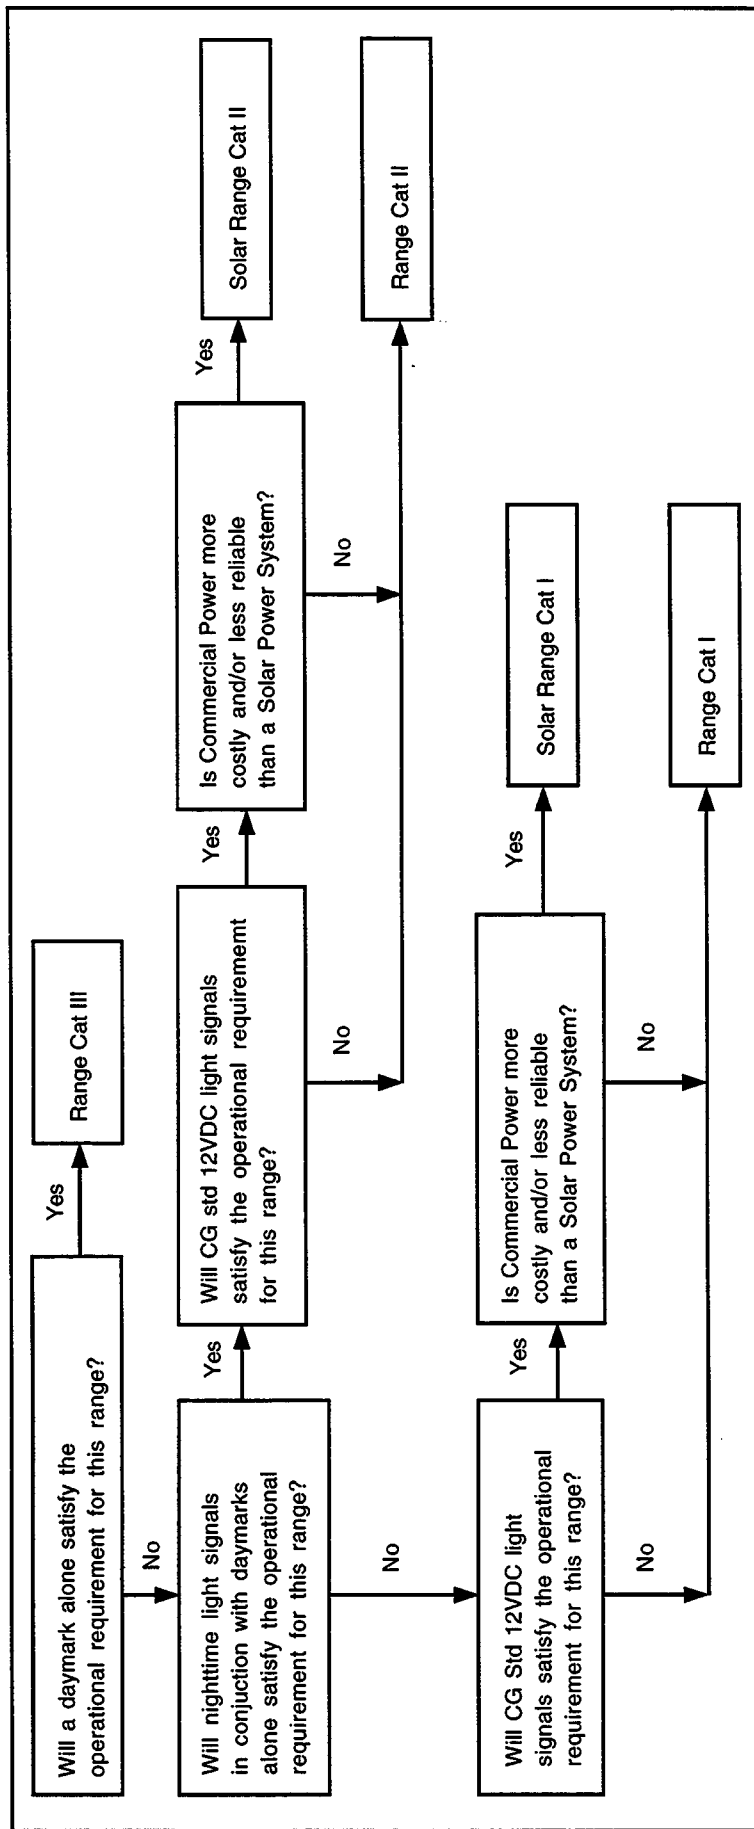 Will a daymark alone satisfy the
operational requirement for this range?
Yes
Range Cat III
No
Will nighttime light signals
in conjuction with daymarks
alone satisfy the operational
requirement for this range?
Yes
Will CG std 12VDC light signals
satisfy the operational requirememt
for this range?
Yes
Is Commercial Power more
costly and/or less reliable
than a Solar Power System?
Yes
Solar Range Cat II
No
No
Range Cat II
No
Will CG Std 12VDC light
signals satisfy the operational
requirement for this range?
Yes
Is Commercial Power more
costly and/or less reliable
than a Solar Power System?
Yes
Solar Range Cat I
No
No
Range Cat I